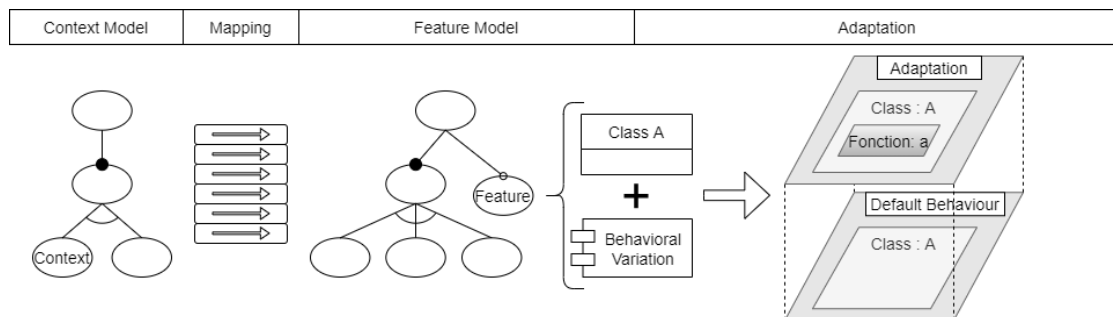 Context Model
Mapping
Feature Model
Adaptation
Adaptation
Class : A
Fonction: a
Class A
Feature
Default Behaviour
Behavioral
Variation
Class : A
Context